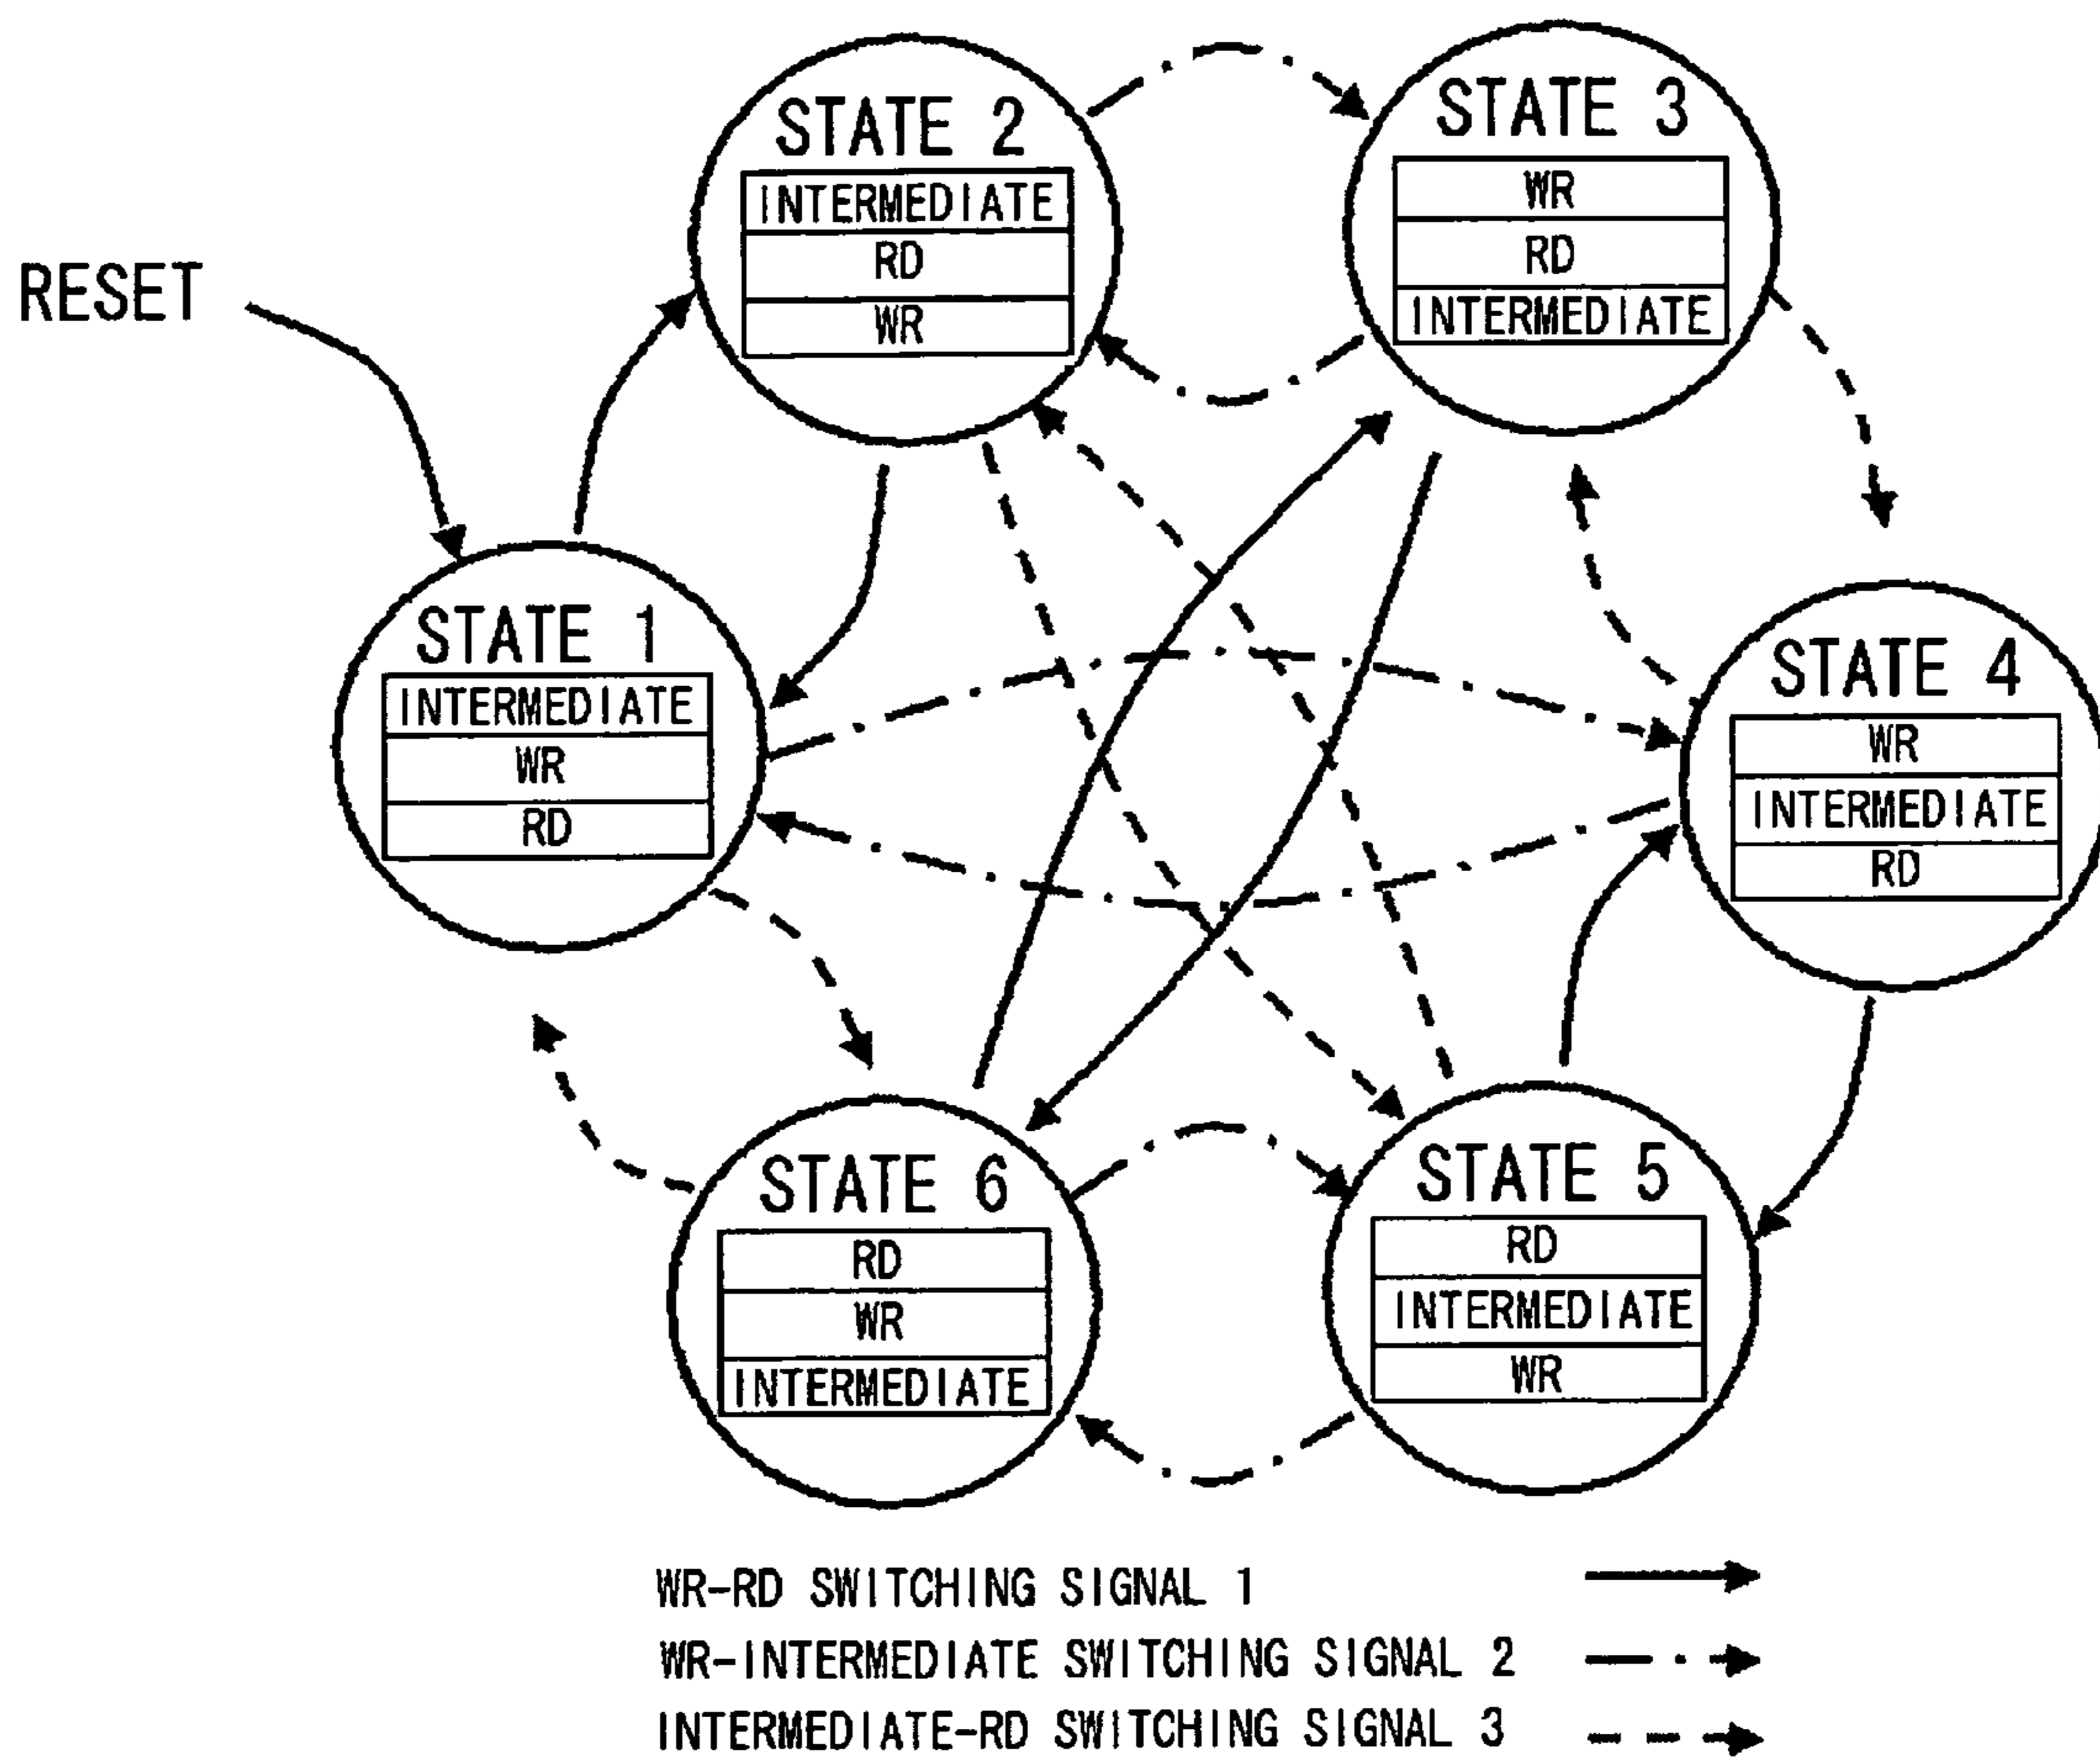 STATE 2
INTERMEDIATE
RD
WR
STATE 3
WR
RD
INTERMEDIATE
RESET
STATE 1
INTERMEDIATE
WR
RD
STATE 4
WR
INTERMEDIATE
RD
STATE 6
RD
WR
INTERMEDIATE
STATE 5
RD
INTERMEDIATE
WR
WR-RD SWITCHING SIGNAL 1
WR-INTERMEDIATE SWITCHING SIGNAL 2
INTERMEDIATE-RD SWITCHING SIGNAL 3